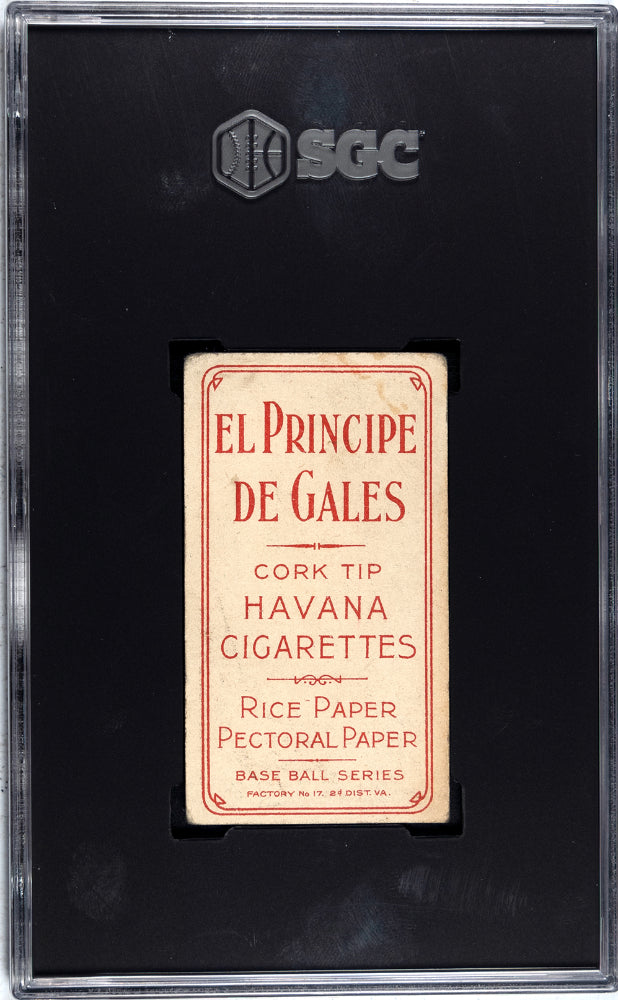 SGC
EL PRINCIPE
DE GALES
CORK TIP
HAVANA
CIGARETTES
RICE PAPER
PECTORAL PAPER
BASE BALL SERIES
FACTORY No 17. 2d DIST. VA.